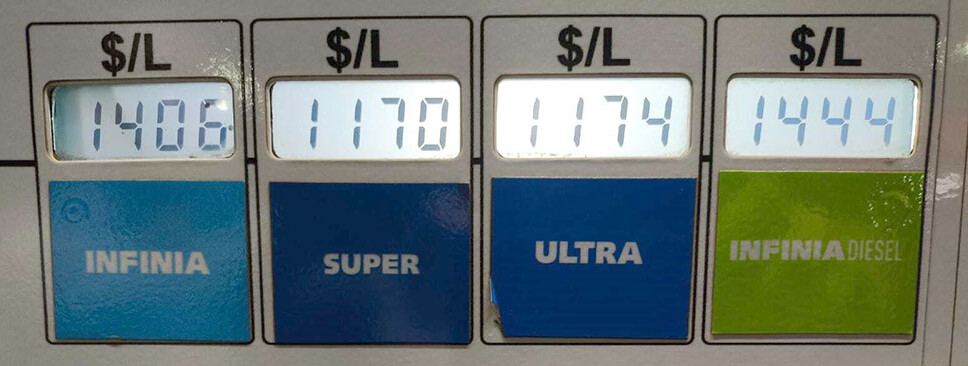 $/L $/L $/L $/L
1406 1170 1174 1444
INFINIA SUPER ULTRA INFINIA DIESEL